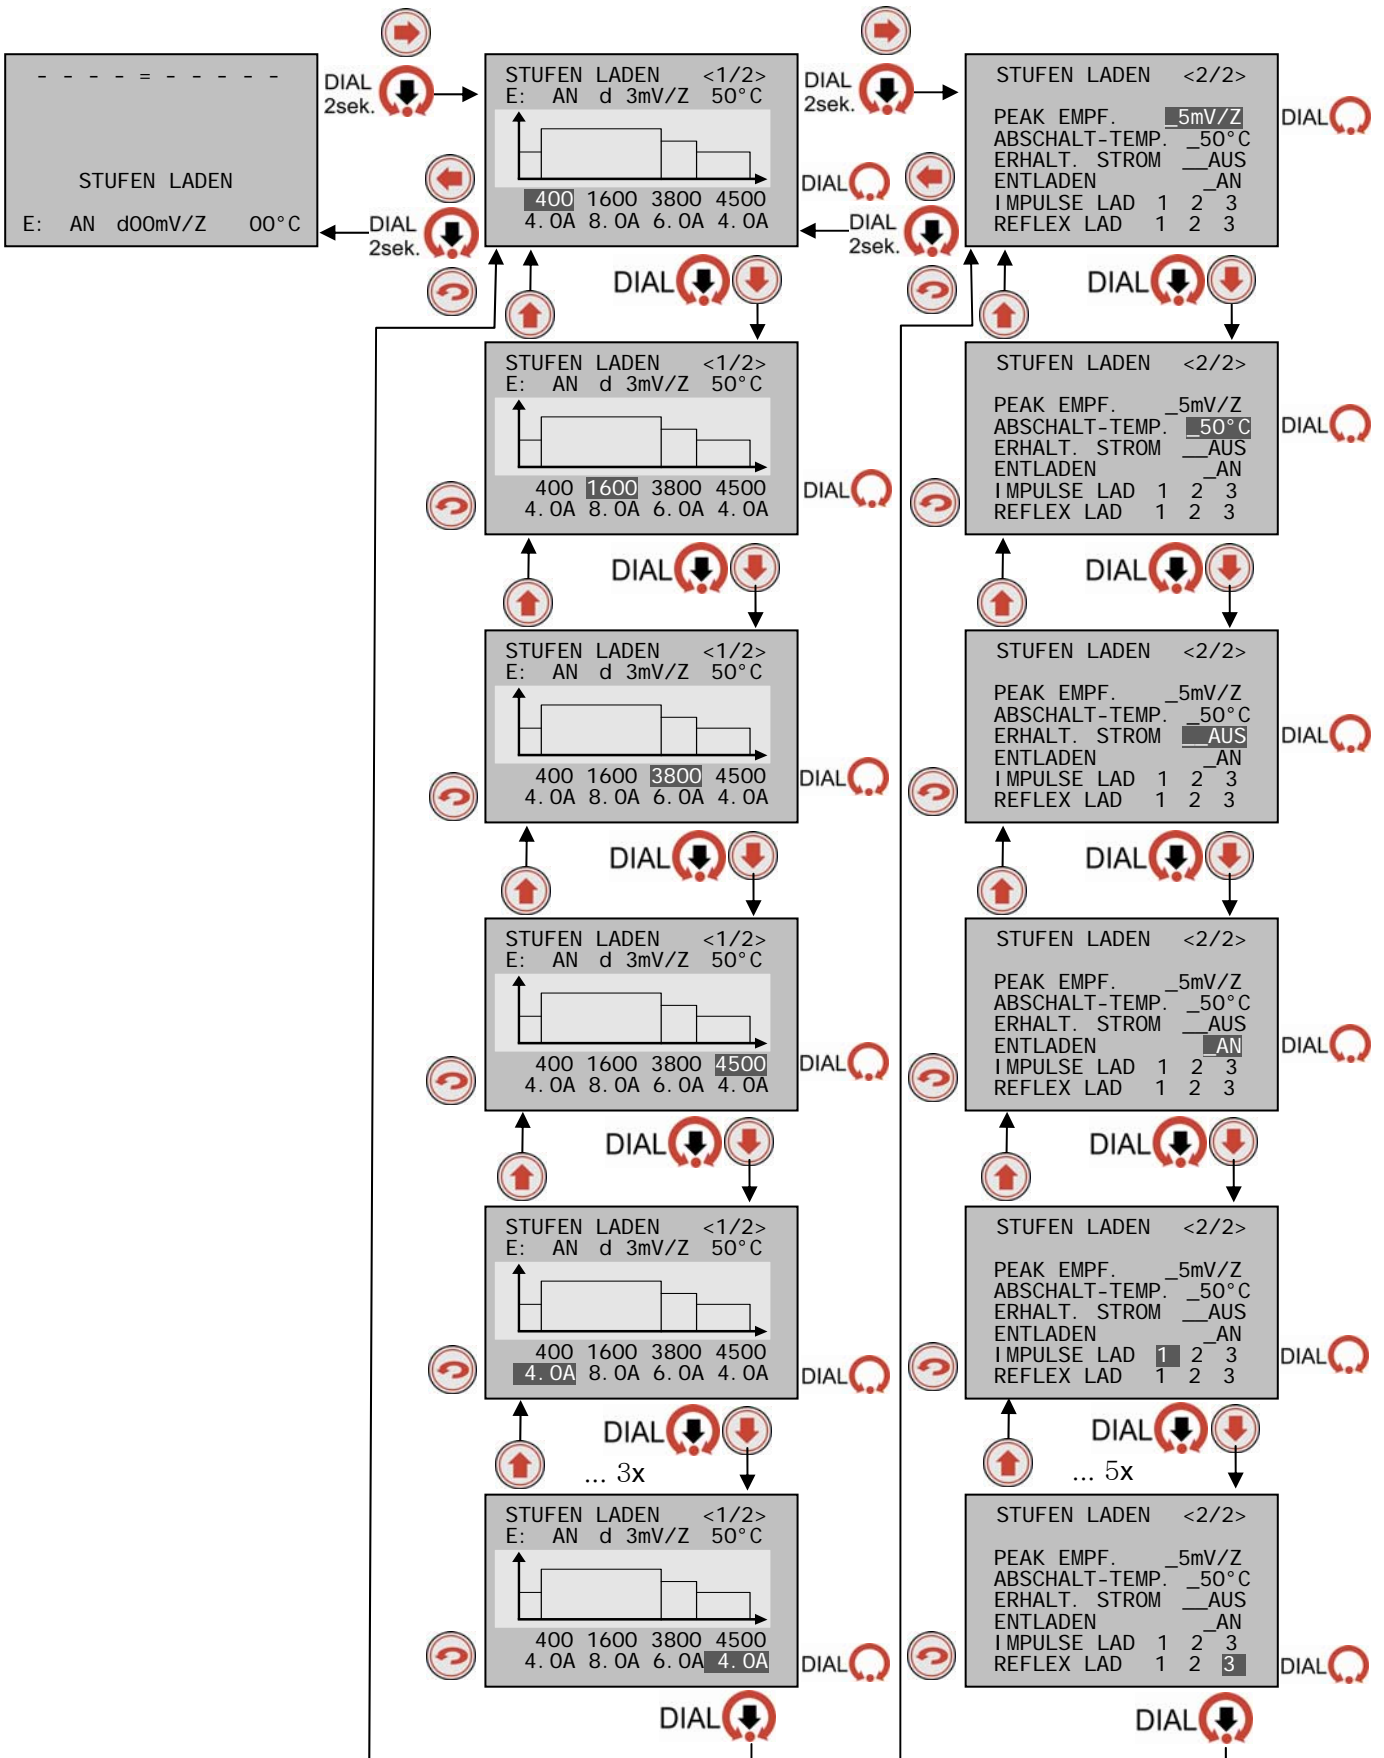 - - - - = - - - - -
STUFEN LADEN
E: AN d00mV/Z 00°C
DIAL
2sek.
DIAL
2sek.
STUFEN LADEN <1/2>
E: AN d 3mV/Z 50°C
400 1600 3800 4500
4.0A 8.0A 6.0A 4.0A
DIAL
2sek.
DIAL
DIAL
2sek.
STUFEN LADEN <2/2>
PEAK EMPF. _5mV/Z
ABSCHALT-TEMP. _50°C
ERHALT. STROM __AUS
ENTLADEN _AN
IMPULSE LAD 1 2 3
REFLEX LAD 1 2 3
DIAL
DIAL
DIAL
STUFEN LADEN <1/2>
E: AN d 3mV/Z 50°C
400 1600 3800 4500
4.0A 8.0A 6.0A 4.0A
DIAL
STUFEN LADEN <2/2>
PEAK EMPF. _5mV/Z
ABSCHALT-TEMP. _50°C
ERHALT. STROM __AUS
ENTLADEN _AN
IMPULSE LAD 1 2 3
REFLEX LAD 1 2 3
DIAL
DIAL
DIAL
STUFEN LADEN <1/2>
E: AN d 3mV/Z 50°C
400 1600 3800 4500
4.0A 8.0A 6.0A 4.0A
DIAL
STUFEN LADEN <2/2>
PEAK EMPF. _5mV/Z
ABSCHALT-TEMP. _50°C
ERHALT. STROM __AUS
ENTLADEN _AN
IMPULSE LAD 1 2 3
REFLEX LAD 1 2 3
DIAL
DIAL
DIAL
STUFEN LADEN <1/2>
E: AN d 3mV/Z 50°C
400 1600 3800 4500
4.0A 8.0A 6.0A 4.0A
DIAL
STUFEN LADEN <2/2>
PEAK EMPF. _5mV/Z
ABSCHALT-TEMP. _50°C
ERHALT. STROM __AUS
ENTLADEN _AN
IMPULSE LAD 1 2 3
REFLEX LAD 1 2 3
DIAL
DIAL
DIAL
STUFEN LADEN <1/2>
E: AN d 3mV/Z 50°C
400 1600 3800 4500
4.0A 8.0A 6.0A 4.0A
DIAL
STUFEN LADEN <2/2>
PEAK EMPF. _5mV/Z
ABSCHALT-TEMP. _50°C
ERHALT. STROM __AUS
ENTLADEN _AN
IMPULSE LAD 1 2 3
REFLEX LAD 1 2 3
DIAL
DIAL
... 3x
DIAL
... 5x
STUFEN LADEN <1/2>
E: AN d 3mV/Z 50°C
400 1600 3800 4500
4.0A 8.0A 6.0A 4.0A
DIAL
STUFEN LADEN <2/2>
PEAK EMPF. _5mV/Z
ABSCHALT-TEMP. _50°C
ERHALT. STROM __AUS
ENTLADEN _AN
IMPULSE LAD 1 2 3
REFLEX LAD 1 2 3
DIAL
DIAL
DIAL